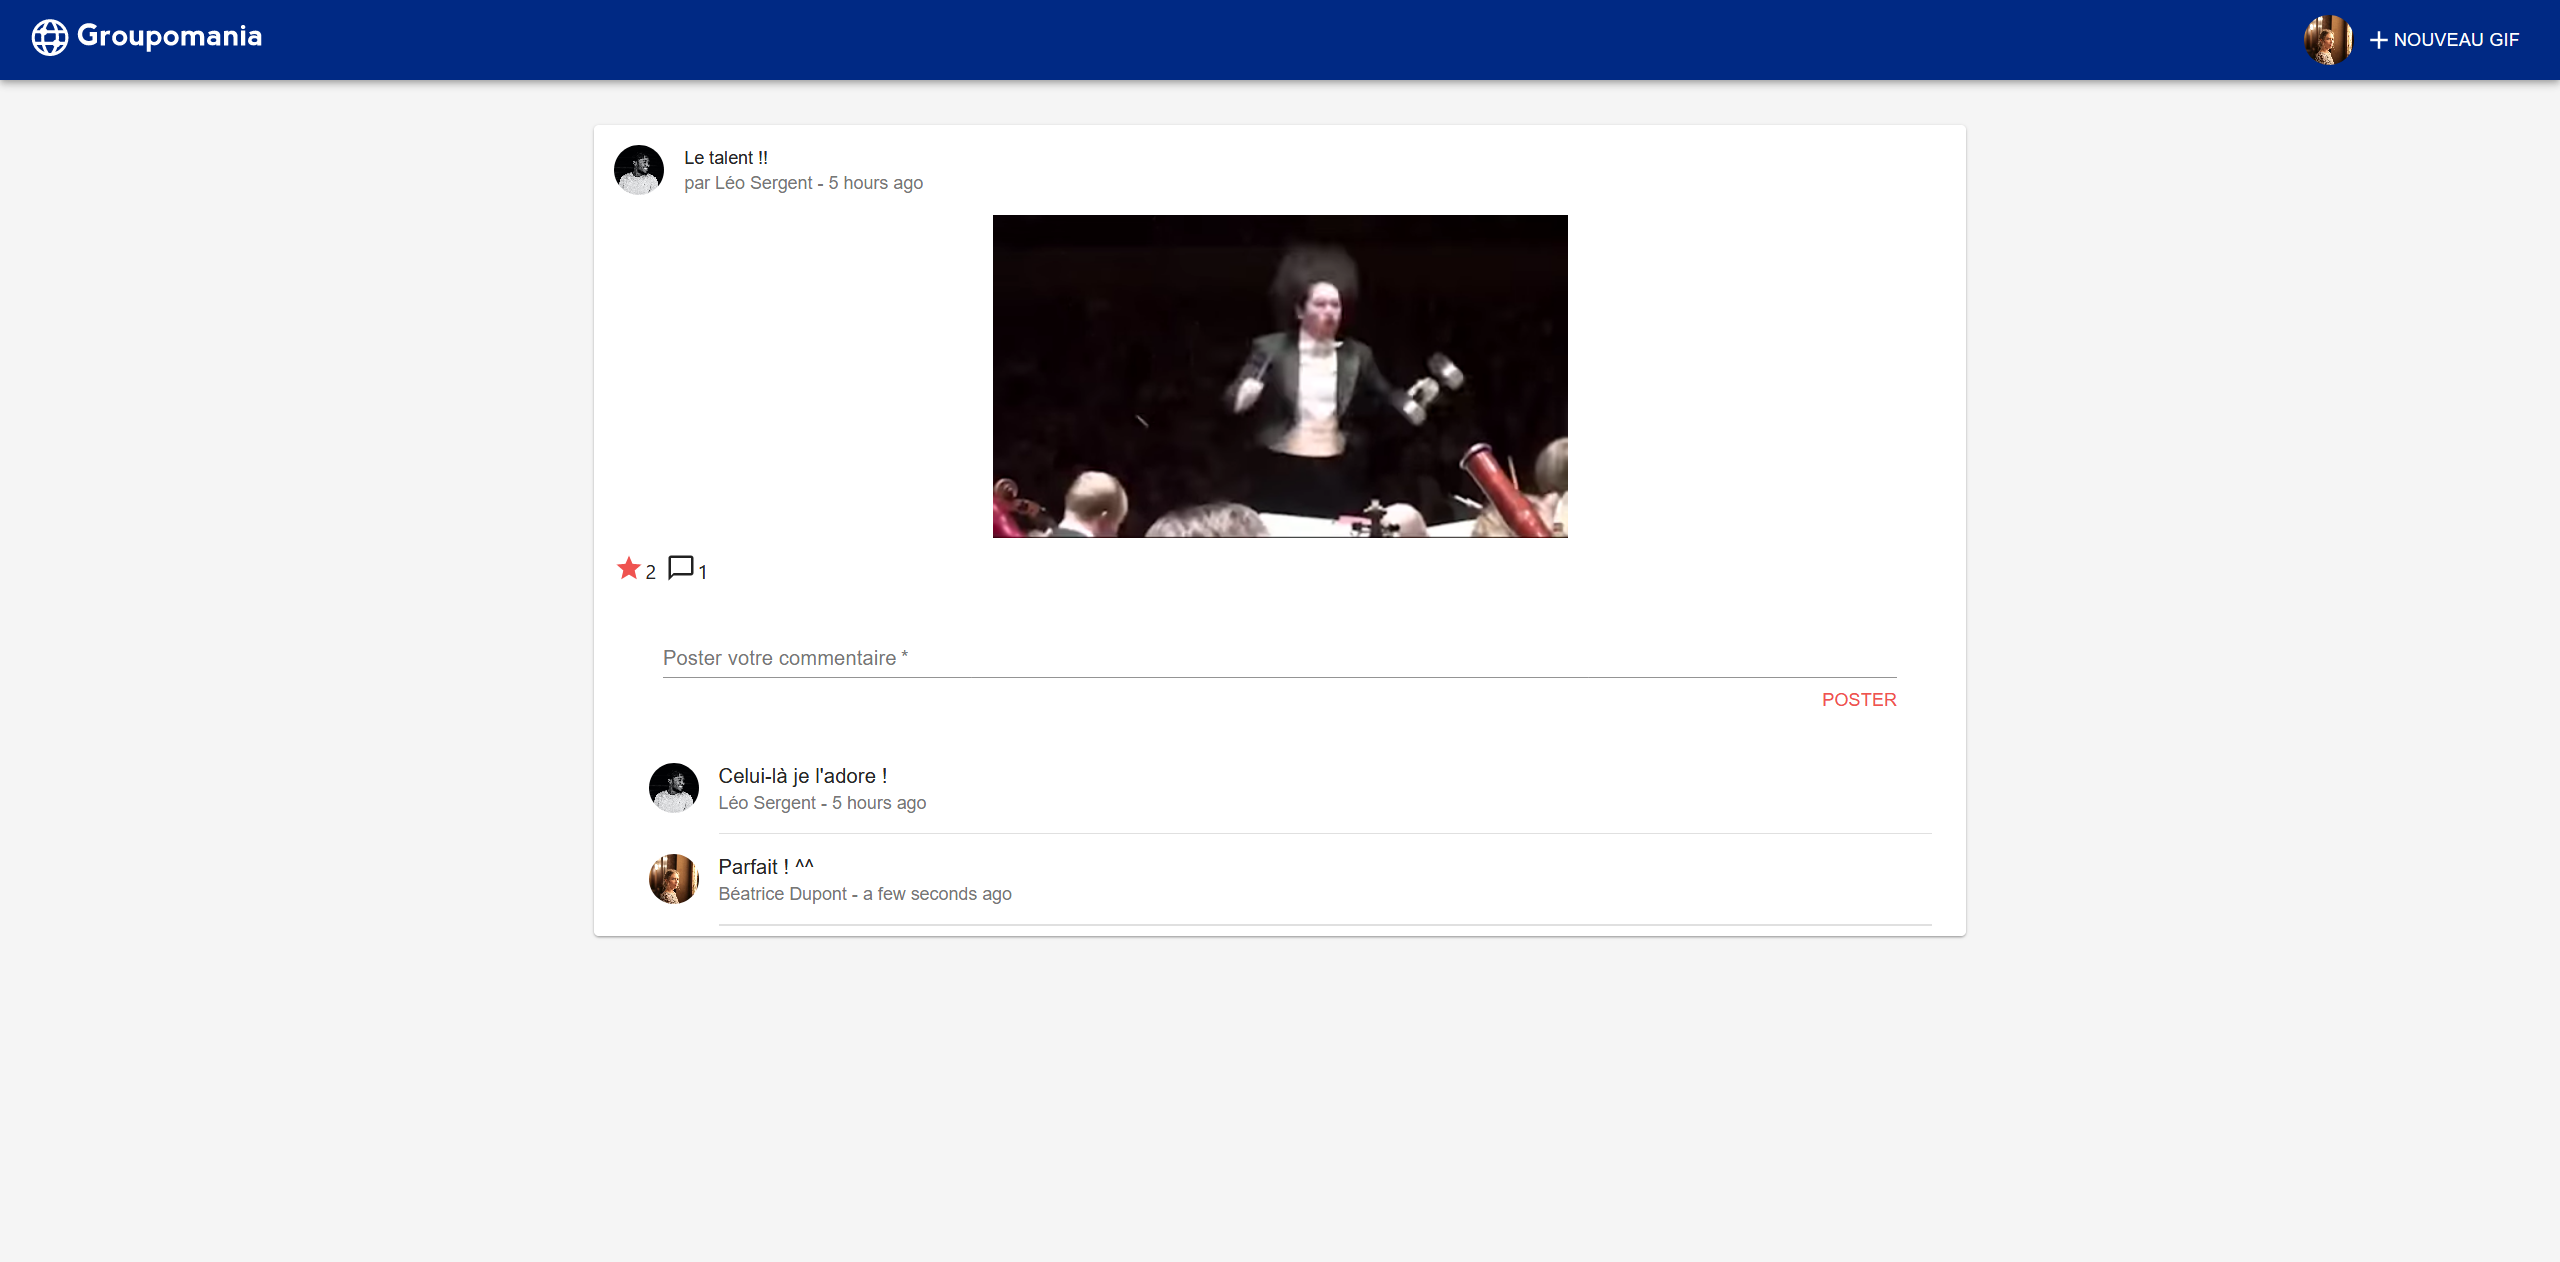 Groupomania
NOUVEAU GIF
Le talent !!
par Léo Sergent - 5 hours ago
2 1
Poster votre commentaire *
POSTER
Celui-là je l'adore !
Léo Sergent - 5 hours ago
Parfait ! ^^
Béatrice Dupont - a few seconds ago